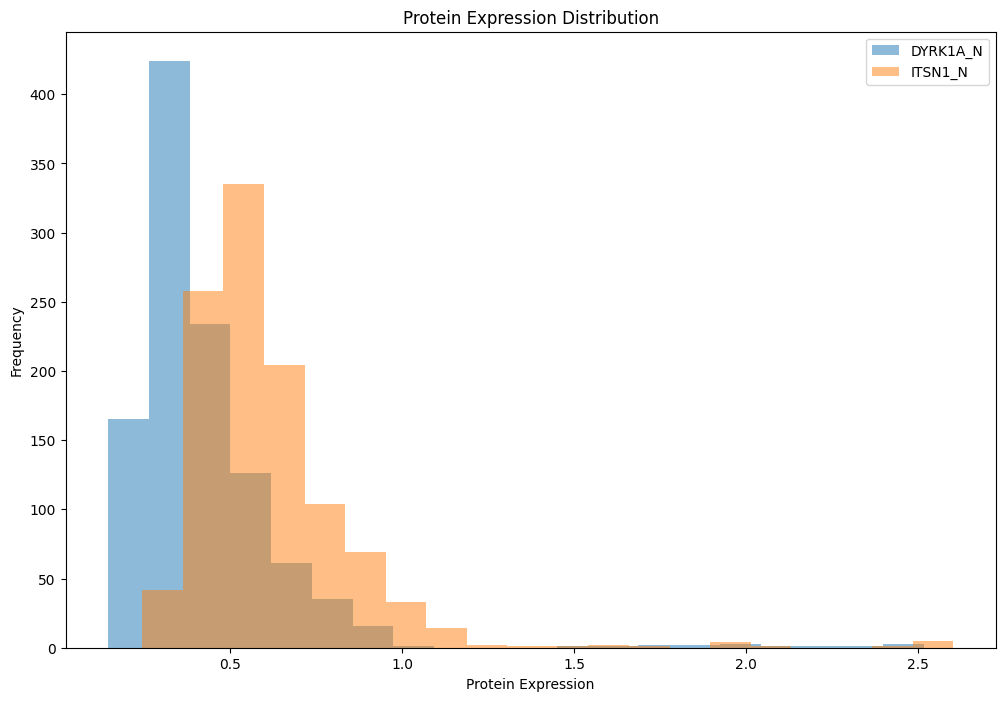 Protein Expression Distribution
DYRK1A_N
ITSN1_N
Frequency
400
350
300
250
200
150
100
50
0
0.5 1.0 1.5 2.0 2.5
Protein Expression